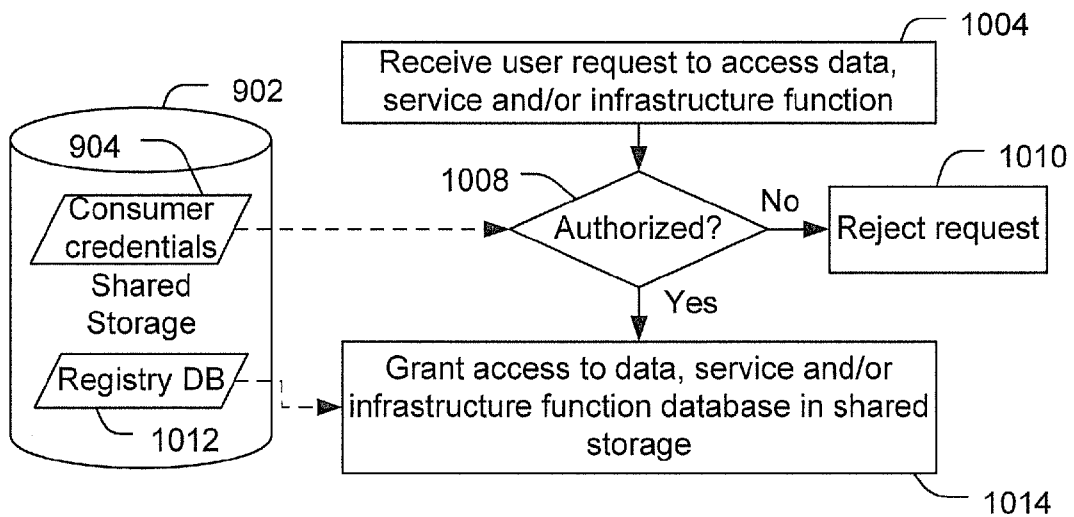 1004
Receive user request to access data,
service and/or infrastructure function
902
904
Consumer
credentials
Shared
Storage
Registry DB
1012
1008
Authorized?
No
1010
Reject request
Yes
Grant access to data, service and/or
infrastructure function database in shared
storage
1014